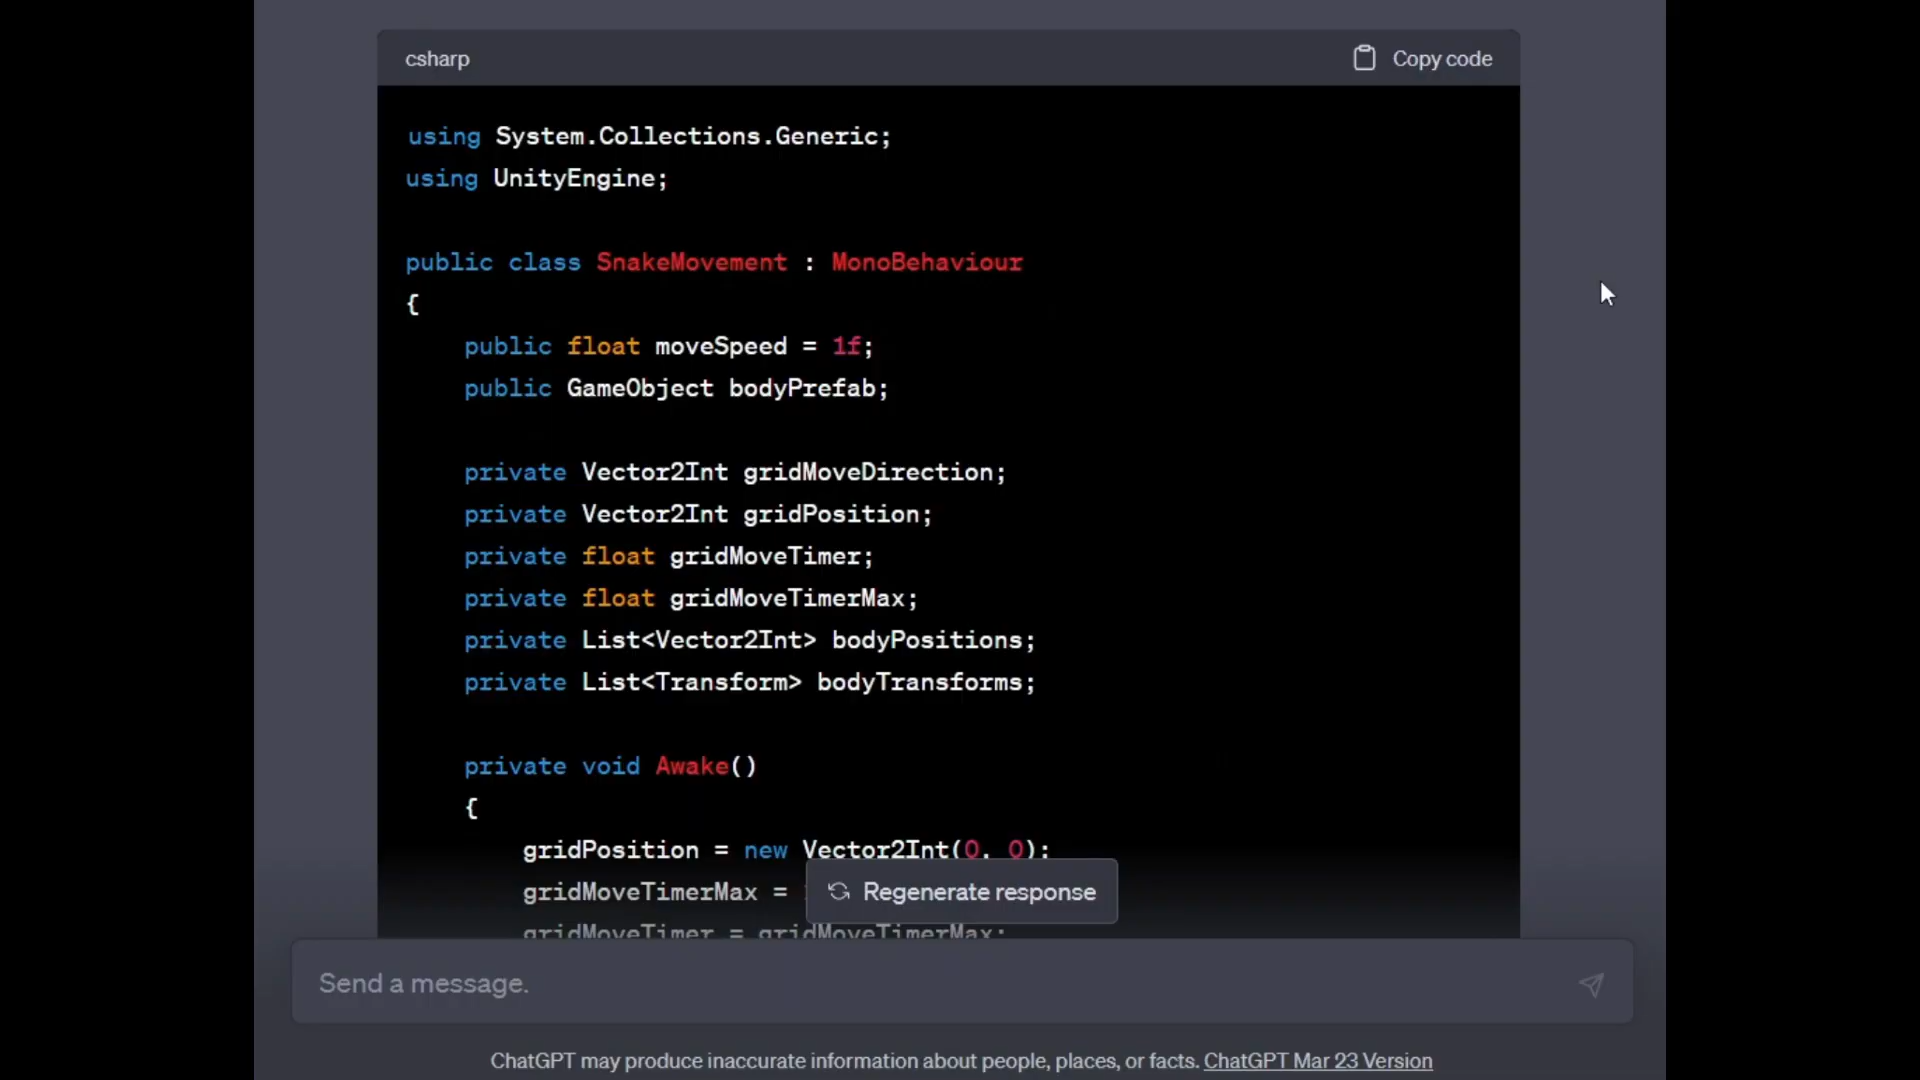 csharp
Copy code
using System.Collections.Generic;
using UnityEngine;
public class SnakeMovement : MonoBehaviour
{
public float moveSpeed = 1f;
public GameObject bodyPrefab;
private Vector2Int gridMoveDirection;
private Vector2Int gridPosition;
private float gridMoveTimer;
private float gridMoveTimerMax;
private List<Vector2Int> bodyPositions;
private List<Transform> bodyTransforms;
private void Awake()
{
gridPosition = new Vector2Int(0, 0);
gridMoveTimerMax =
Regenerate response
gridMoveTimer = gridMoveTimerMax;
Send a message.
ChatGPT may produce inaccurate information about people, places, or facts. ChatGPT Mar 23 Version